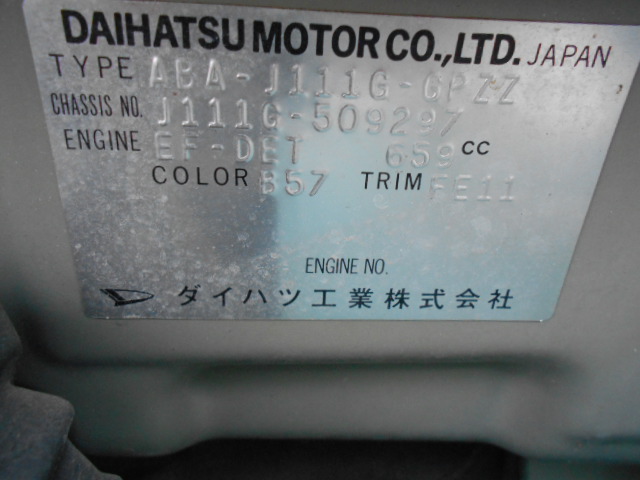 DAIHATSU MOTOR CO.,LTD. JAPAN
TYPE ABA-J111G-GPZZ
CHASSIS NO. J111G-509297
ENGINE EF-DET 659 CC
COLOR B57 TRIM FE11
ENGINE NO.
ダイハツ工業株式会社